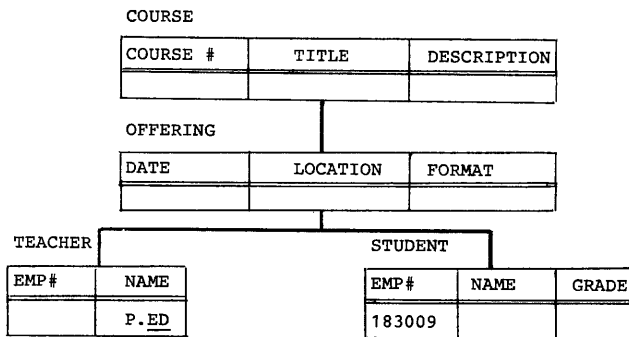 COURSE
COURSE # TITLE DESCRIPTION
OFFERING
DATE LOCATION FORMAT
TEACHER STUDENT
EMP# NAME EMP# NAME GRADE
P.ED 183009